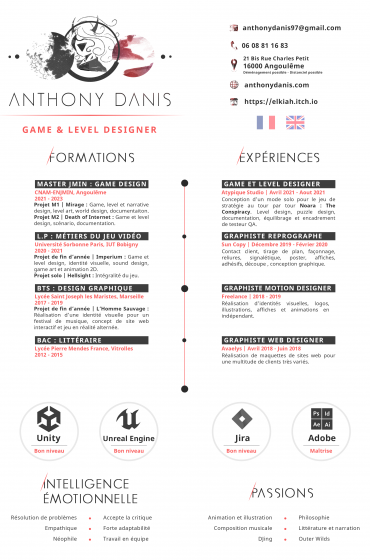 anthonydanis97@gmail.com
06 08 81 16 83
21 Bis Rue Charles Petit
16000 Angoulême
Déménagement possible - Distanciel possible
anthonydanis.com
https://elkiah.itch.io
ANTHONY DANIS
GAME & LEVEL DESIGNER
FORMATIONS
MASTER JMIN : GAME DESIGN
CNAM-ENJMIN, Angoulême
2021 - 2023
Projet M1 | Mirage : Game, level et narrative
design, level art, world design, documentaiton.
Projet M2 | Death of Internet : Game et level
design, scénario, documentation.
L.P : MÉTIERS DU JEU VIDÉO
Université Sorbonne Paris, IUT Bobigny
2020 - 2021
Projet de fin d'année | Imperium : Game et
level design, identité visuelle, sound design,
game art et animation 2D.
Projet solo | Hellsight : Intégralité du jeu.
BTS : DESIGN GRAPHIQUE
Lycée Saint Joseph les Maristes, Marseille
2017 - 2019
Projet de fin d'année | L'Homme Sauvage :
Réalisation d'une identité visuelle pour un
festival de musique, concept de site web
interactif et jeu en réalité alternée.
BAC : LITTÉRAIRE
Lycée Pierre Mendes France, Vitrolles
2012 - 2015
EXPÉRIENCES
GAME ET LEVEL DESIGNER
Atypique Studio | Avril 2021 - Aout 2021
Conception d'un mode solo pour le jeu de
stratégie au tour par tour Noara : The
Conspiracy. Level design, puzzle design,
documentation, équilibrage et encadrement
de testeur QA.
GRAPHISTE REPROGRAPHE
Sun Copy | Décembre 2019 - Février 2020
Contact client, tirage de plan, façonnage,
reliures, signalétique, poster, affiches,
adhésifs, découpe, conception graphique.
GRAPHISTE MOTION DESIGNER
Freelance | 2018 - 2019
Réalisation d'identités visuelles, logos,
illustrations, affiches et animations en
indépendant.
GRAPHISTE WEB DESIGNER
Avaelys | Avril 2018 - Juin 2018
Réalisation de maquettes de sites web pour
une multitude de clients très variés.
Unity
Bon niveau
Unreal Engine
Bon niveau
Jira
Bon niveau
Ps Id
Ae Ai
Adobe
Maîtrise
INTELLIGENCE
ÉMOTIONNELLE
Résolution de problèmes • Accepte la critique
Empathique • Forte adaptabilité
Néophile • Travail en équipe
PASSIONS
Animation et illustration • Philosophie
Composition musicale • Littérature et narration
DJing • Outer Wilds